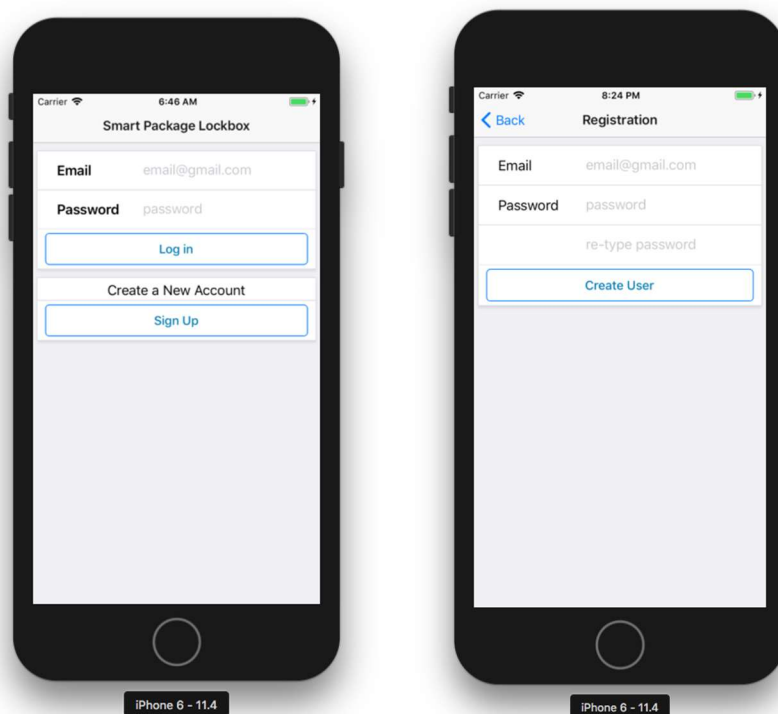 Carrier 6:46 AM
Smart Package Lockbox
Email email@gmail.com
Password password
Log in
Create a New Account
Sign Up
iPhone 6 - 11.4
Carrier 8:24 PM
Back Registration
Email email@gmail.com
Password password
re-type password
Create User
iPhone 6 - 11.4